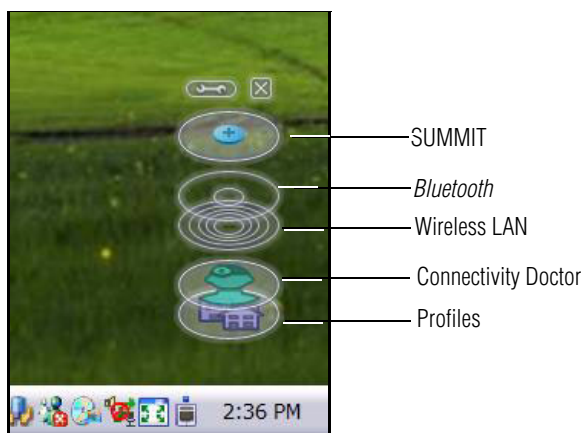 SUMMIT
Bluetooth
Wireless LAN
Connectivity Doctor
Profiles
2:36 PM